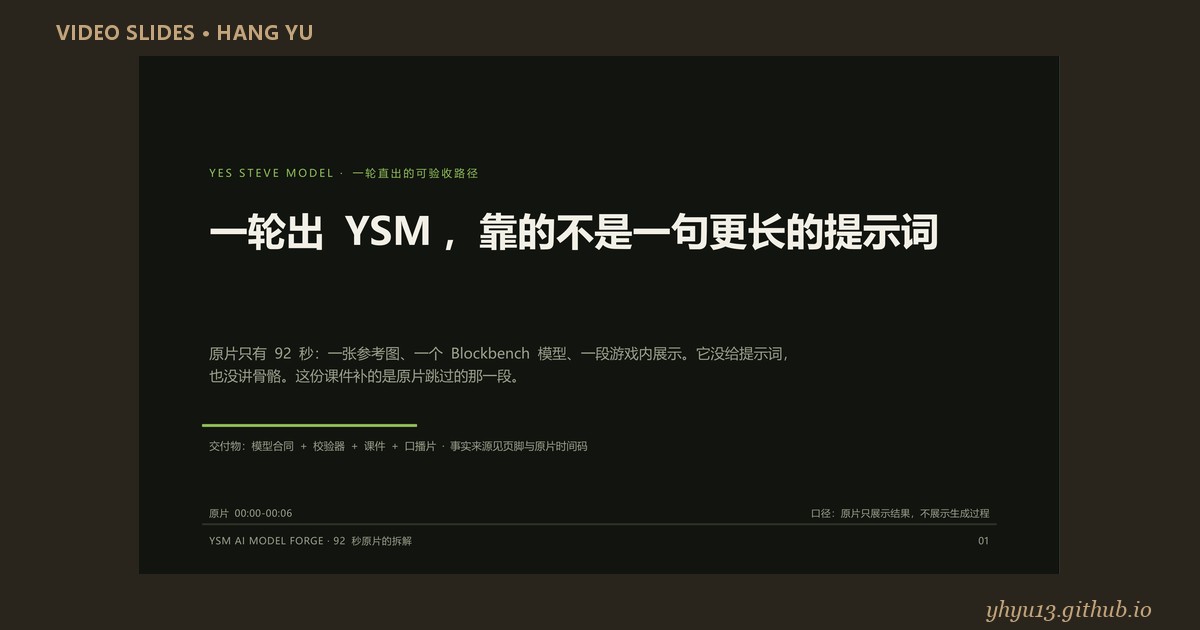 VIDEO SLIDES • HANG YU
YES STEVE MODEL · 一轮直出的可验收路径
一轮出 YSM ，靠的不是一句更长的提示词
原片只有 92 秒：一张参考图、一个 Blockbench 模型、一段游戏内展示。它没给提示词，
也没讲骨骼。这份课件补的是原片跳过的那一段。
交付物：模型合同 + 校验器 + 课件 + 口播片 · 事实来源见页脚与原片时间码
原片 00:00-00:06
口径：原片只展示结果，不展示生成过程
YSM AI MODEL FORGE · 92 秒原片的拆解
01
yhyu13.github.io